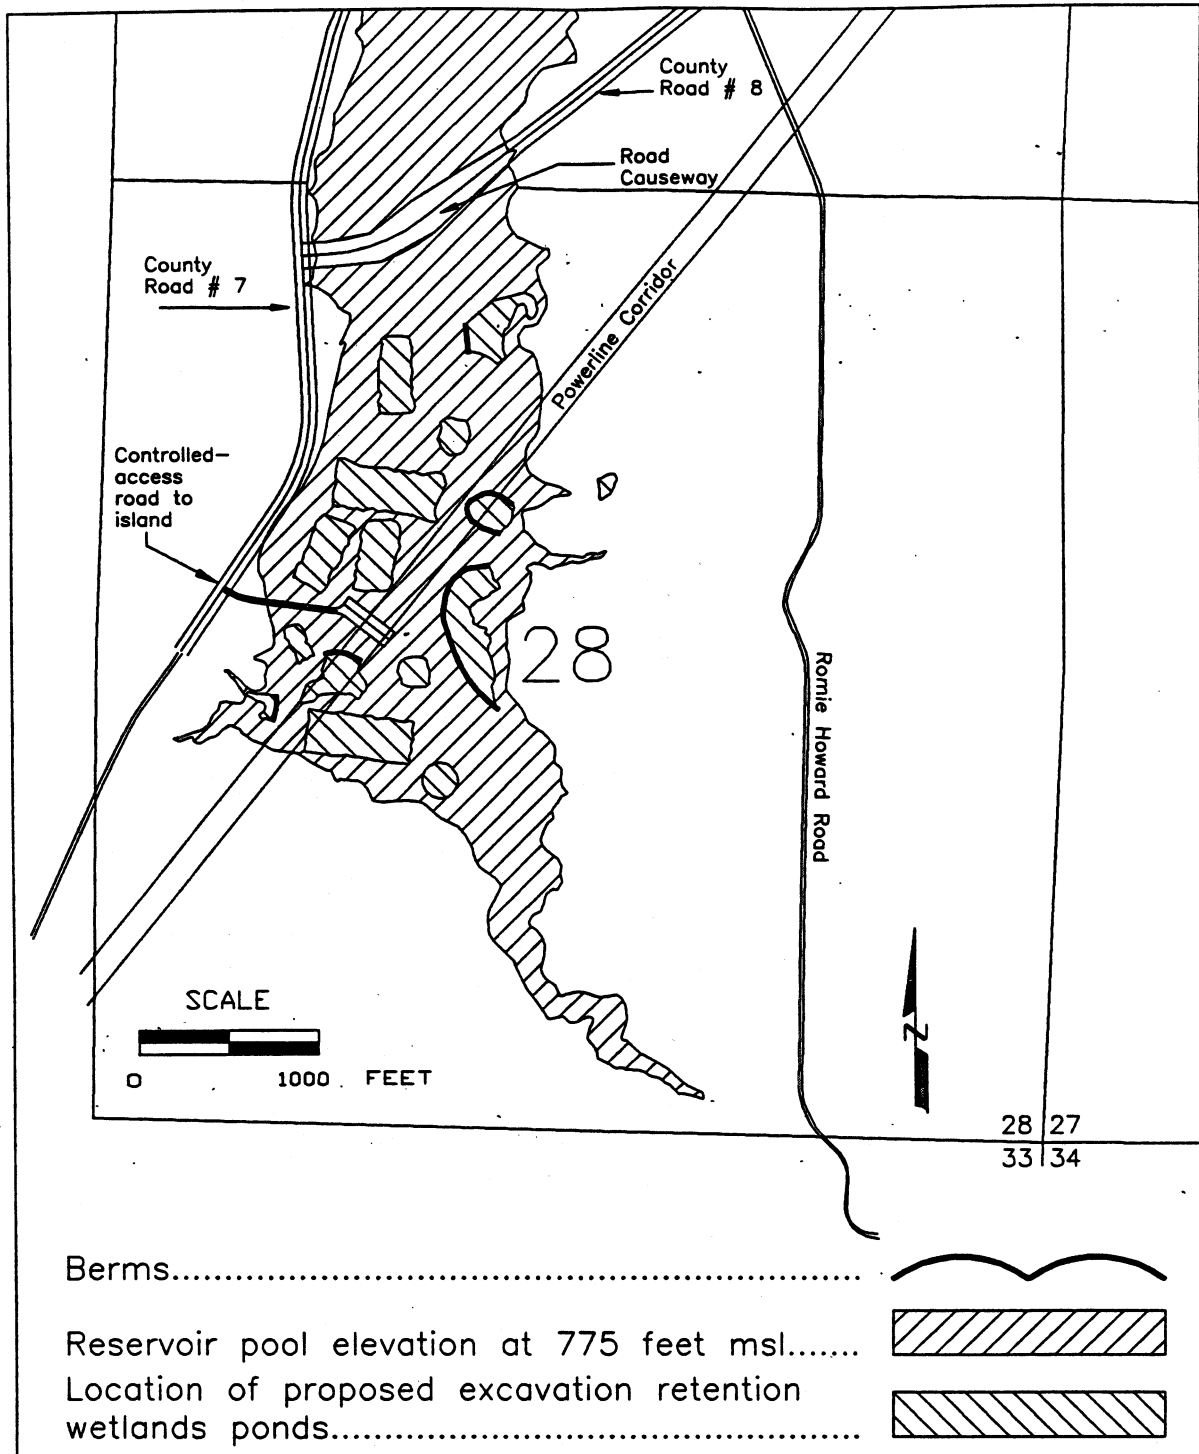 County
Road # 8
Road
Causeway
County
Road # 7
Powerline Corridor
Controlled-
access
road to
island
28
Romie Howard Road
SCALE
0 1000 FEET
N
28 27
33 34
Berms
Reservoir pool elevation at 775 feet msl.......
Location of proposed excavation retention
wetlands ponds